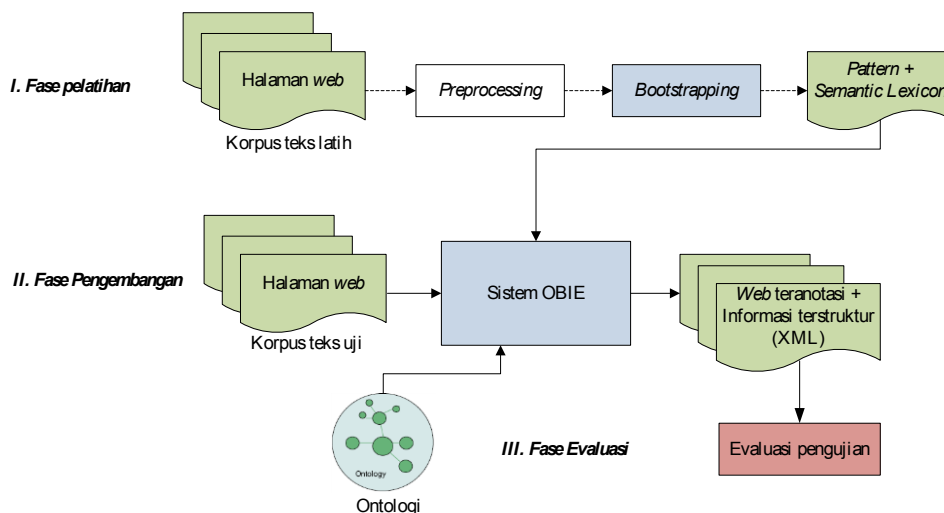 I. Fase pelatihan
Halaman web
Korpus teks latih
Preprocessing
Bootstrapping
Pattern +
Semantic Lexicon
II. Fase Pengembangan
Halaman web
Korpus teks uji
Sistem OBIE
Web teranotasi +
Informasi terstruktur
(XML)
Ontology
Ontologi
III. Fase Evaluasi
Evaluasi pengujian